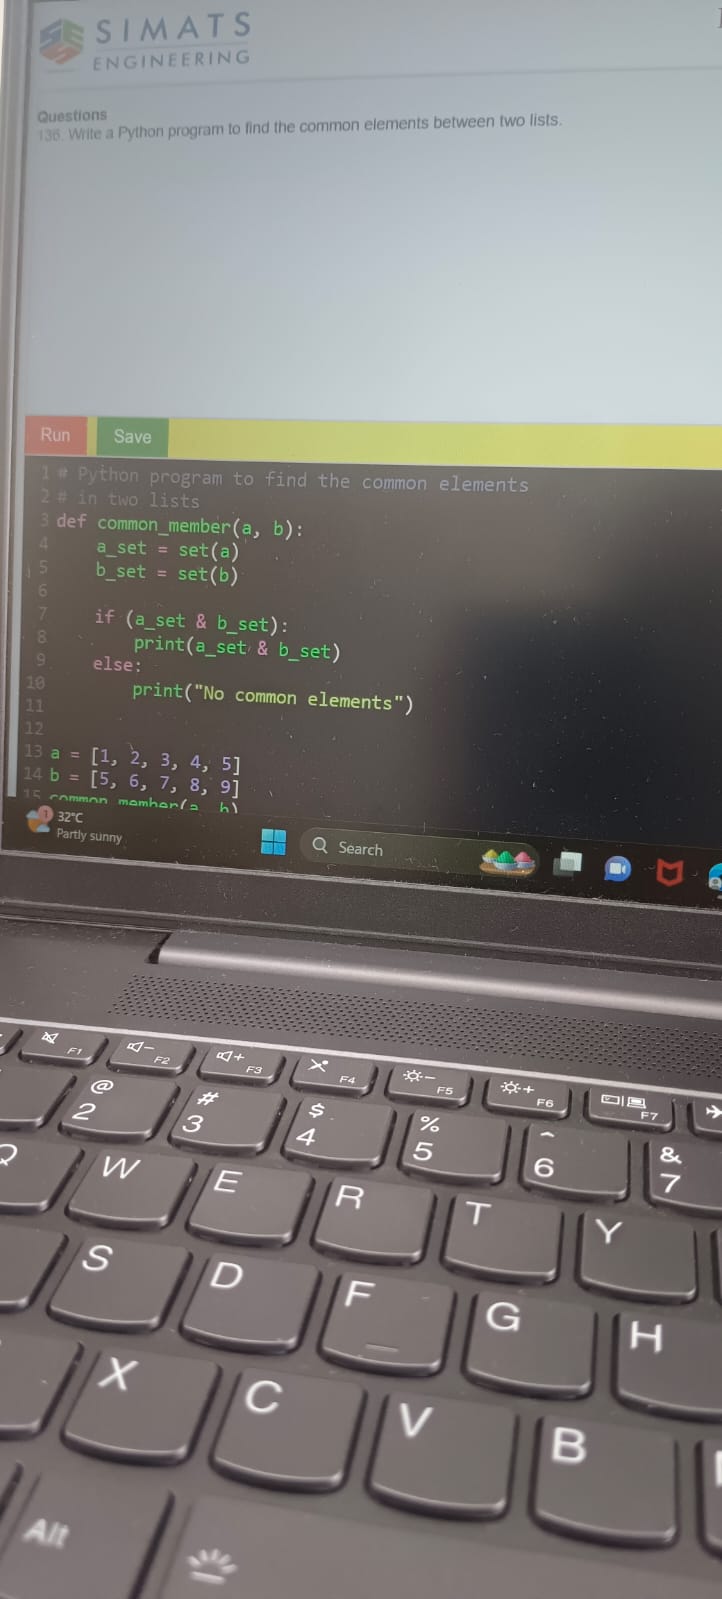 SIMATS
ENGINEERING
Questions
136. Write a Python program to find the common elements between two lists.
Run
Save
1 # Python program to find the common elements
2 # in two lists
3 def common_member(a, b):
4 a_set = set(a)
5 b_set = set(b)
6
7 if (a_set & b_set):
8 print(a_set & b_set)
9 else:
10 print("No common elements")
11
12
13 a = [1, 2, 3, 4, 5]
14 b = [5, 6, 7, 8, 9]
15 common_member(a, b)
1
32°C
Partly sunny
Search
F1 F2 F3 F4 F5 F6 F7
@ # $ % ^ &
2 3 4 5 6 7
Q W E R T Y
S D F G H
X C V B
Alt